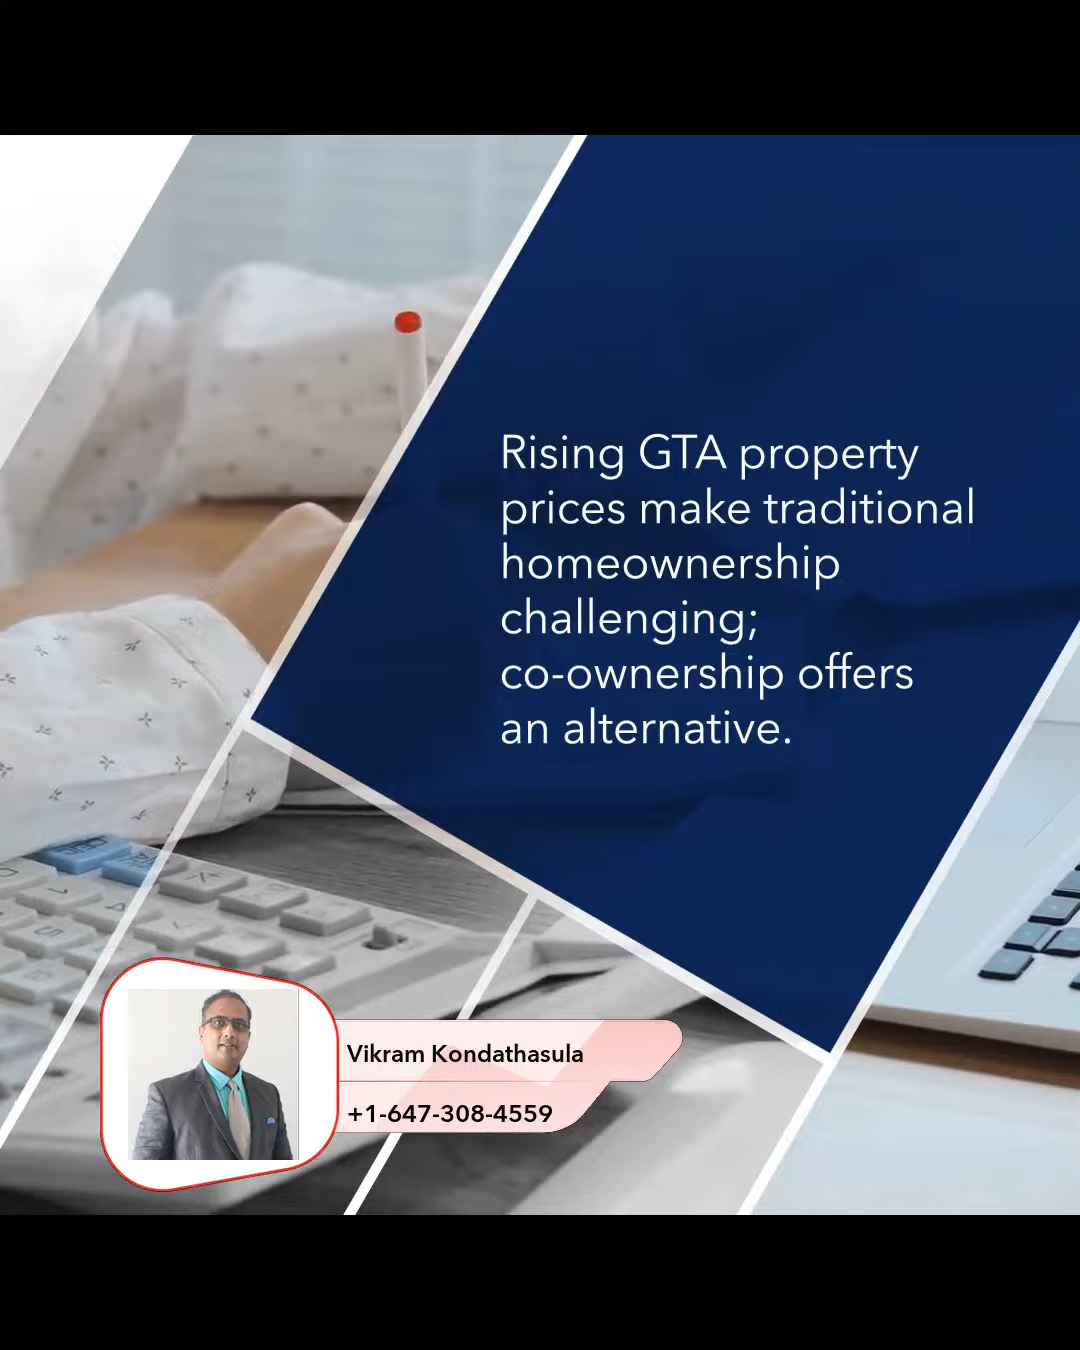 Rising GTA property
prices make traditional
homeownership
challenging;
co-ownership offers
an alternative.
Vikram Kondathasula
+1-647-308-4559